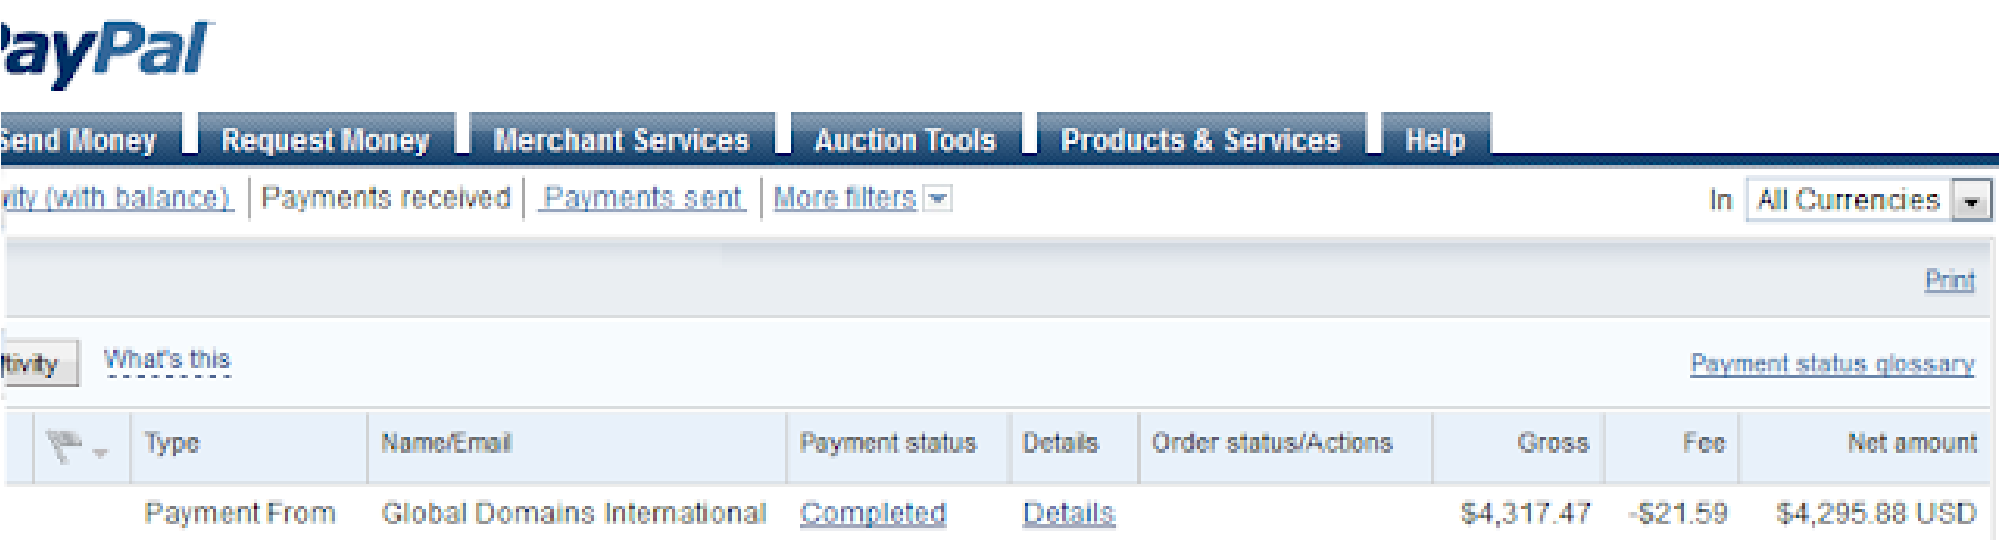 PayPal
Send Money Request Money Merchant Services Auction Tools Products & Services Help
vity (with balance) Payments received Payments sent More filters In All Currencies
Print
tivity What's this Payment status glossary
Type Name/Email Payment status Details Order status/Actions Gross Fee Net amount
Payment From Global Domains International Completed Details $4,317.47 -$21.59 $4,295.88 USD